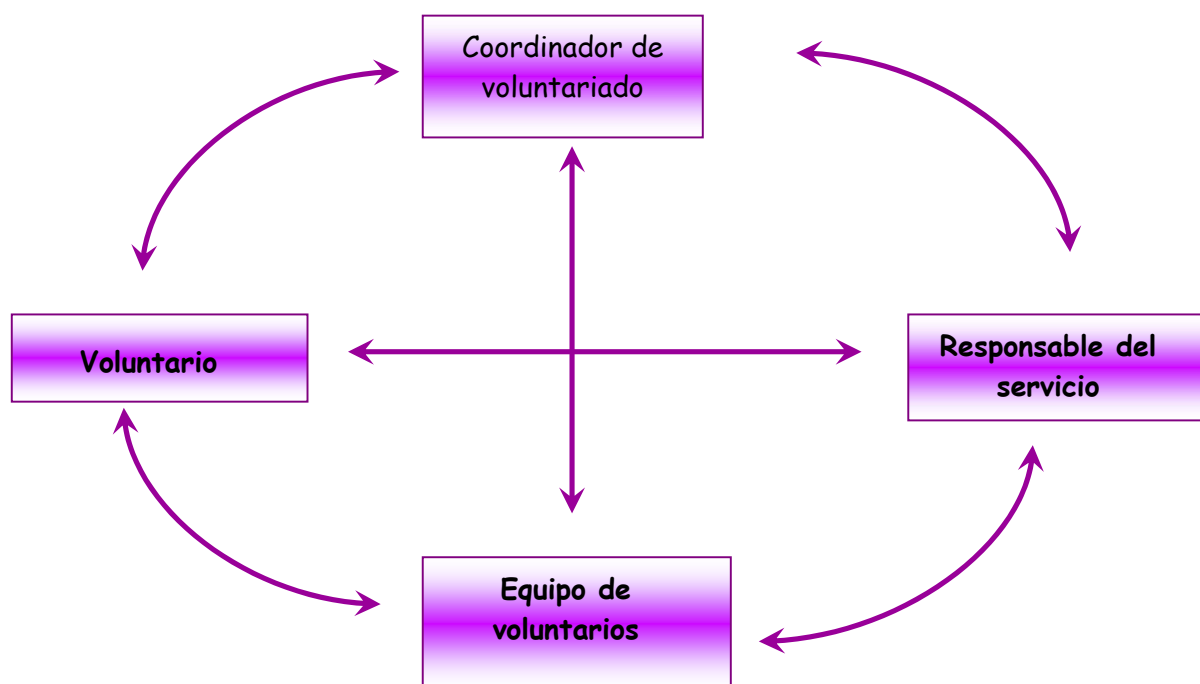 Coordinador de
voluntariado
Voluntario
Responsable del
servicio
Equipo de
voluntarios